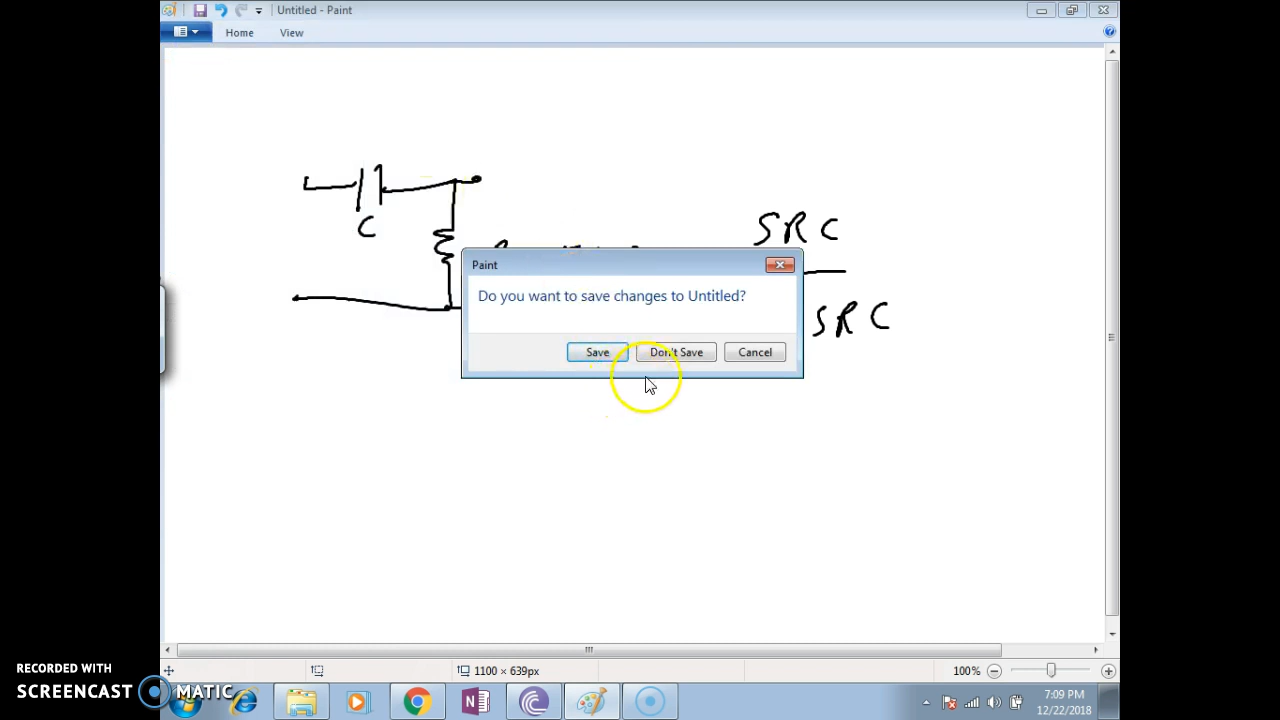 Untitled - Paint
Home View
C
SRC
SRC
Paint
Do you want to save changes to Untitled?
Save Don't Save Cancel
1100 × 639px
100%
RECORDED WITH
SCREENCAST MATIC
7:09 PM
12/22/2018